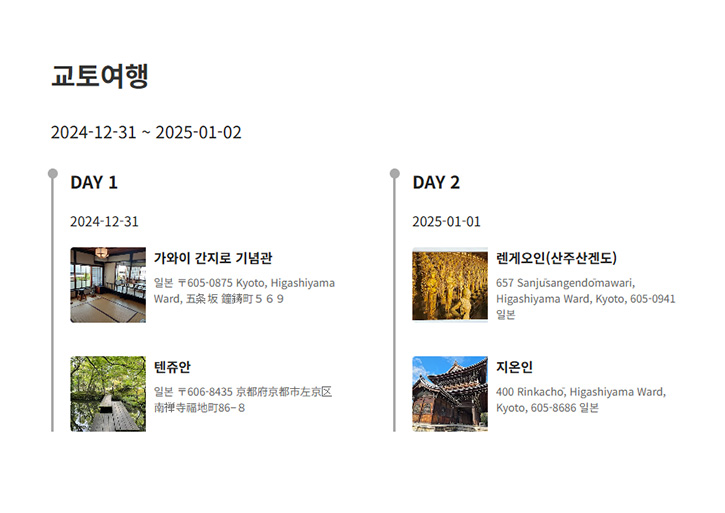 교토여행
2024-12-31 ~ 2025-01-02
DAY 1
2024-12-31
가와이 간지로 기념관
일본 〒605-0875 Kyoto, Higashiyama
Ward, 五条坂 鐘鋳町５６９
텐쥬안
일본 〒606-8435 京都府京都市左京区
南禅寺福地町86−８
DAY 2
2025-01-01
렌게오인(산주산겐도)
657 Sanjūsangendōmawari,
Higashiyama Ward, Kyoto, 605-0941
일본
지온인
400 Rinkachō, Higashiyama Ward,
Kyoto, 605-8686 일본